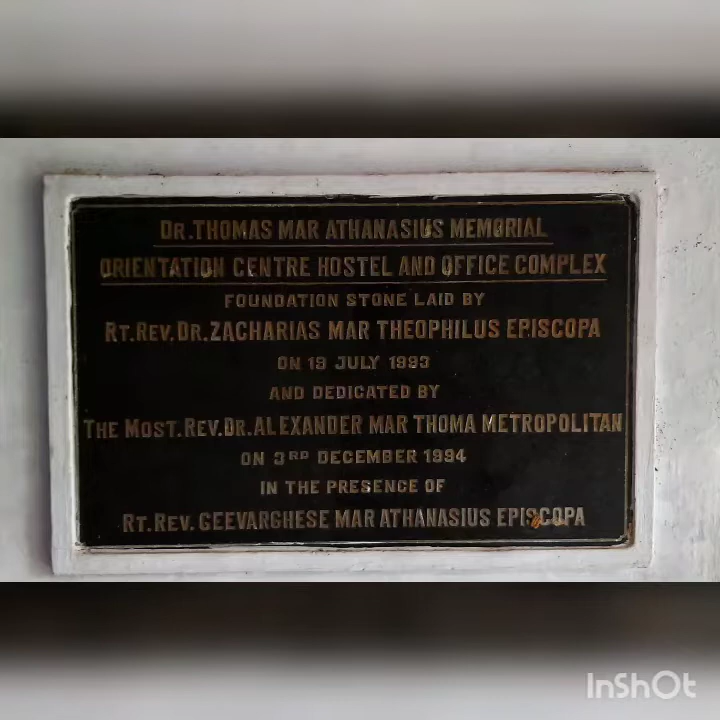 DR. THOMAS MAR ATHANASIUS MEMORIAL
ORIENTATION CENTRE HOSTEL AND OFFICE COMPLEX
FOUNDATION STONE LAID BY
RT. REV. DR. ZACHARIAS MAR THEOPHILUS EPISCOPA
ON 19 JULY 1993
AND DEDICATED BY
THE MOST. REV. DR. ALEXANDER MAR THOMA METROPOLITAN
ON 3RD DECEMBER 1994
IN THE PRESENCE OF
RT. REV. GEEVARGHESE MAR ATHANASIUS EPISCOPA
InShOt